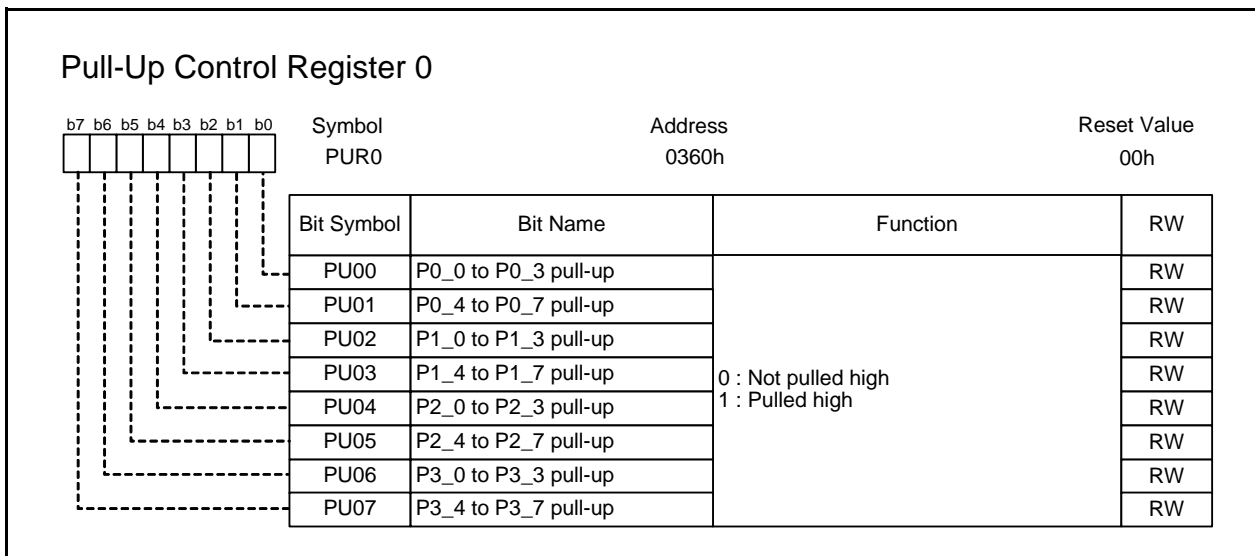 Pull-Up Control Register 0
b7 b6 b5 b4 b3 b2 b1 b0 Symbol Address Reset Value
PUR0 0360h 00h
Bit Symbol Bit Name Function RW
PU00 P0_0 to P0_3 pull-up RW
PU01 P0_4 to P0_7 pull-up RW
PU02 P1_0 to P1_3 pull-up RW
PU03 P1_4 to P1_7 pull-up 0 : Not pulled high RW
1 : Pulled high
PU04 P2_0 to P2_3 pull-up RW
PU05 P2_4 to P2_7 pull-up RW
PU06 P3_0 to P3_3 pull-up RW
PU07 P3_4 to P3_7 pull-up RW